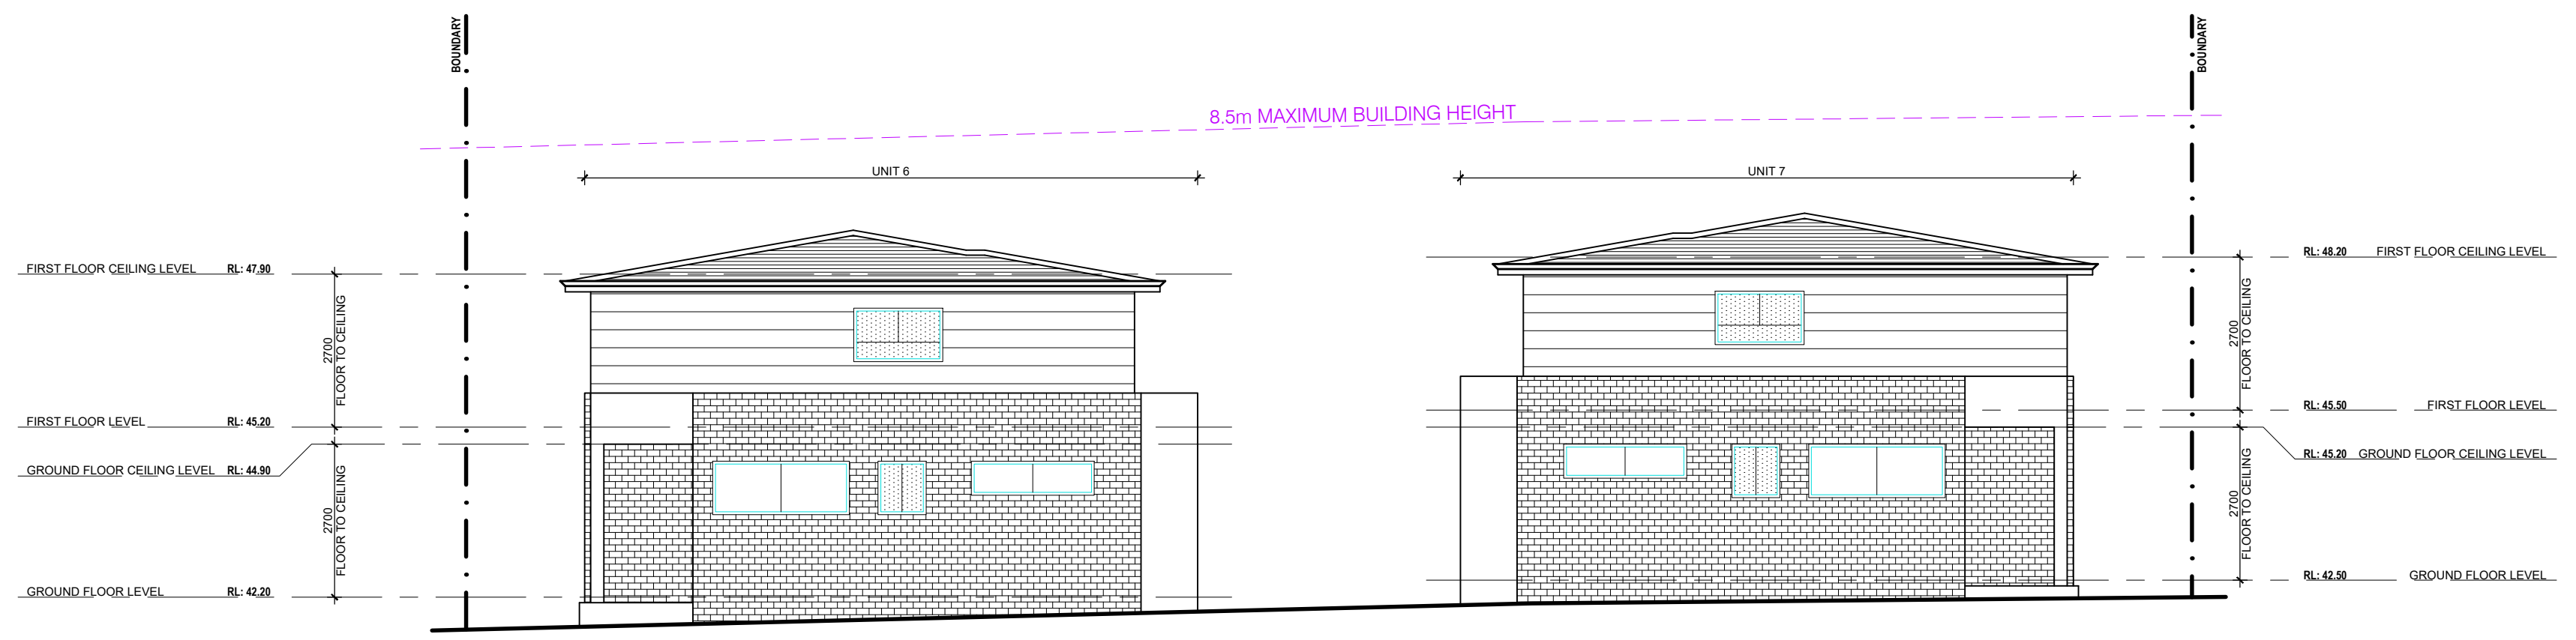 BOUNDARY
BOUNDARY
8.5m MAXIMUM BUILDING HEIGHT
UNIT 6
UNIT 7
FIRST FLOOR CEILING LEVEL RL: 47.90
2700
FLOOR TO CEILING
FIRST FLOOR LEVEL RL: 45.20
GROUND FLOOR CEILING LEVEL RL: 44.90
2700
FLOOR TO CEILING
GROUND FLOOR LEVEL RL: 42.20
RL: 48.20 FIRST FLOOR CEILING LEVEL
2700
FLOOR TO CEILING
RL: 45.50 FIRST FLOOR LEVEL
RL: 45.20 GROUND FLOOR CEILING LEVEL
2700
FLOOR TO CEILING
RL: 42.50 GROUND FLOOR LEVEL